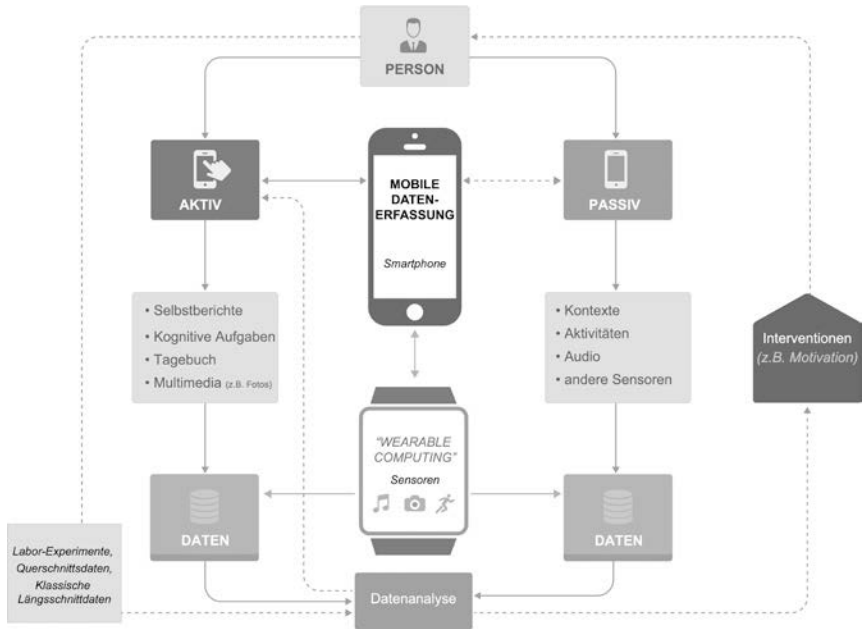 PERSON
AKTIV
MOBILE
DATEN-
ERFASSUNG
Smartphone
PASSIV
• Selbstberichte
• Kognitive Aufgaben
• Tagebuch
• Multimedia (z.B. Fotos)
• Kontexte
• Aktivitäten
• Audio
• andere Sensoren
Interventionen
(z.B. Motivation)
"WEARABLE
COMPUTING"
Sensoren
DATEN
DATEN
Labor-Experimente,
Querschnittsdaten,
Klassische
Längsschnittdaten
Datenanalyse